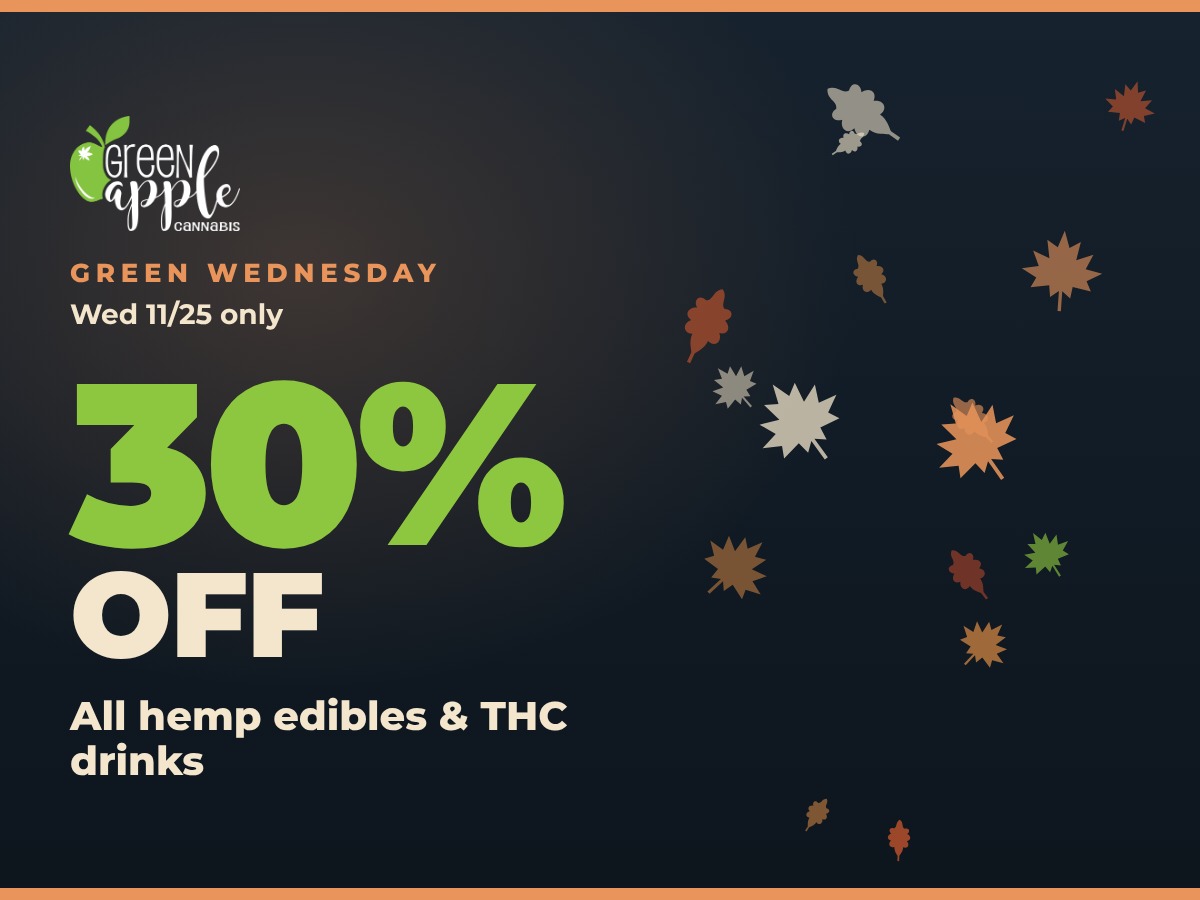 GREEN
apple
CANNABIS
GREEN WEDNESDAY
Wed 11/25 only
30%
OFF
All hemp edibles & THC
drinks